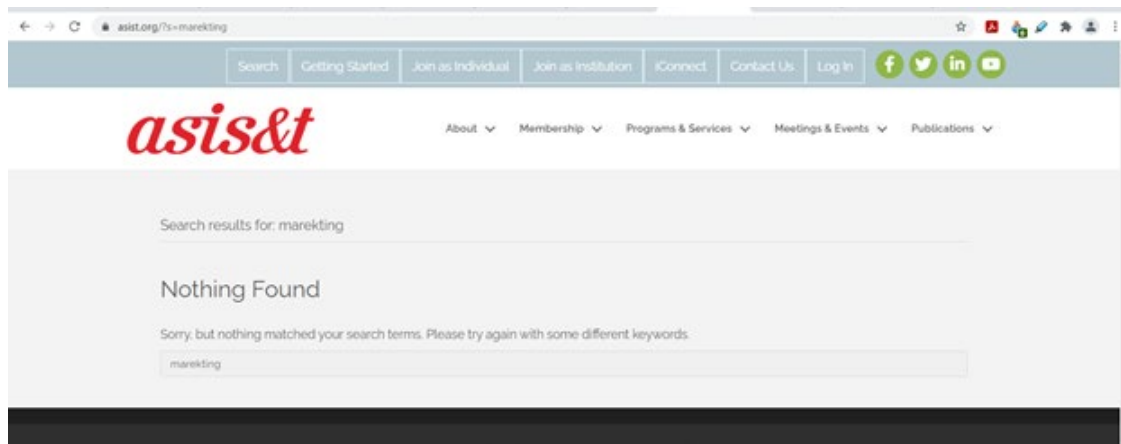 asist.org/?s=marekting
Search Getting Started Join as Individual Join as Institution iConnect Contact Us Log In
asis&t
About Membership Programs & Services Meetings & Events Publications
Search results for: marekting
Nothing Found
Sorry, but nothing matched your search terms. Please try again with some different keywords.
marekting